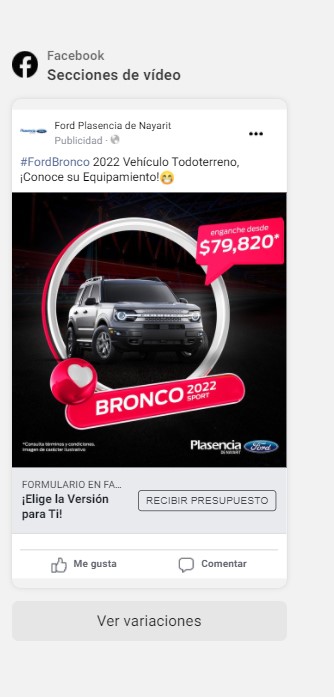 Facebook
Secciones de vídeo
Ford Plasencia de Nayarit
Publicidad ·
#FordBronco 2022 Vehículo Todoterreno,
¡Conoce su Equipamiento!😁
enganche desde
$79,820*
BRONCO 2022
SPORT
*Consulta términos y condiciones.
Imagen de carácter ilustrativo.
Plasencia Ford
DE NAYARIT
FORMULARIO EN FA...
¡Elige la Versión
para Ti!
RECIBIR PRESUPUESTO
Me gusta
Comentar
Ver variaciones